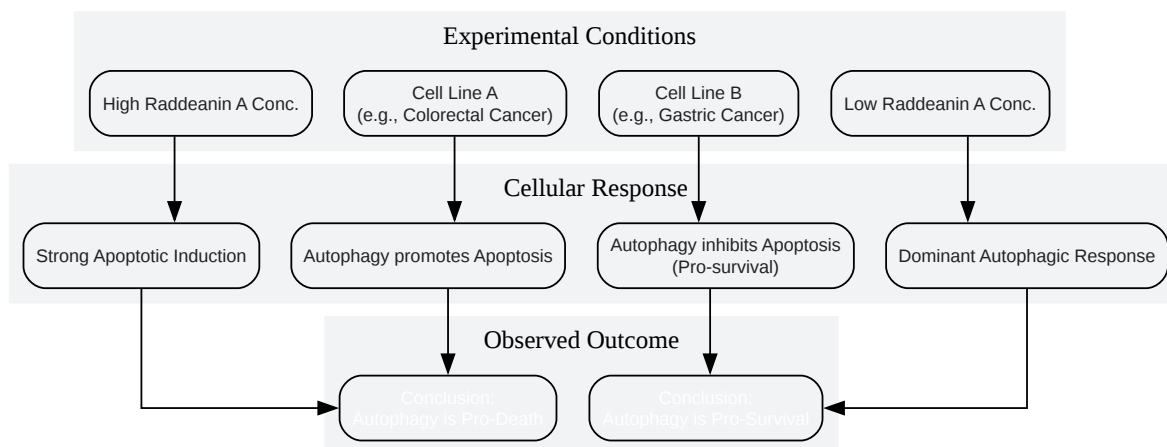 Experimental Conditions
High Raddeanin A Conc.
Cell Line A
(e.g., Colorectal Cancer)
Cell Line B
(e.g., Gastric Cancer)
Low Raddeanin A Conc.
Cellular Response
Strong Apoptotic Induction
Autophagy promotes Apoptosis
Autophagy inhibits Apoptosis
(Pro-survival)
Dominant Autophagic Response
Observed Outcome
Conclusion:
Autophagy is Pro-Death
Conclusion:
Autophagy is Pro-Survival